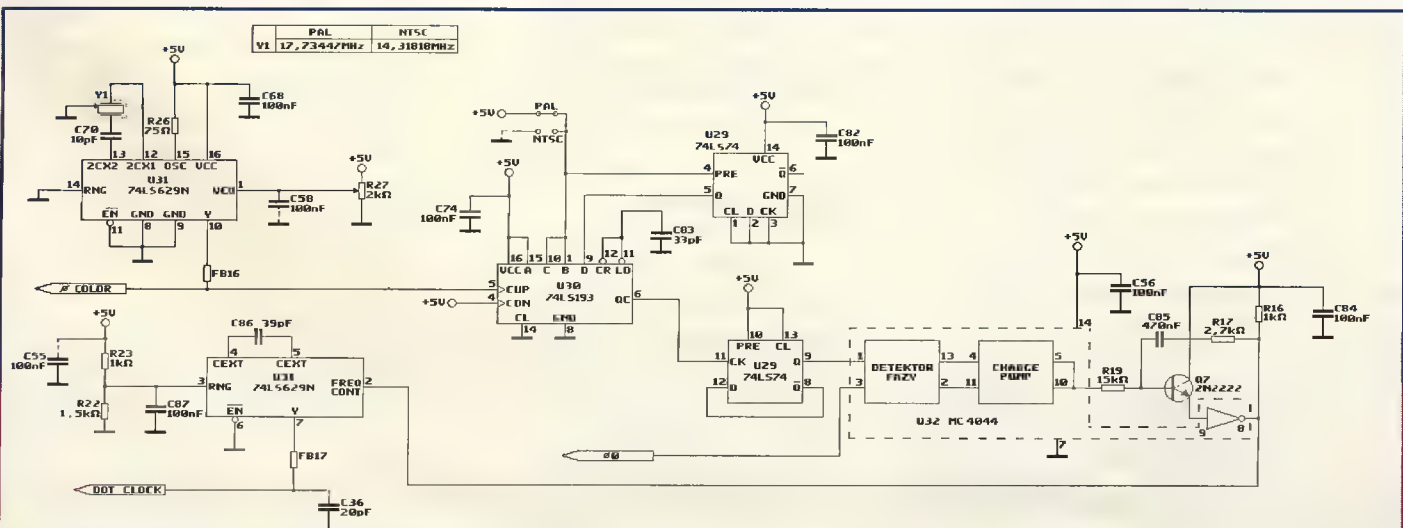 PAL NTSC
Y1 17,73447MHz 14,31818MHz
+5V
Y1
C70
10pF
R26
75Ω
C68
100nF
13 12 15 16
2CX2 2CX1 OSC VCC
14 RNG
U31
74LS629N
VCO 1
EN GND GND Y
11 8 9 10
C58
100nF
+5V
R27
2kΩ
FB16
Ø COLOR
+5V PAL
NTSC
+5V
C74
100nF
16 15 10 1 9 12 11
VCC A C B D CR LD
5 CUP
+5V 4 CDN
U30
74LS193
QC 6
CL GND
14 8
C83
33pF
+5V
U29
74LS74
14
VCC
4 PRE
5 Q
Q 6
GND 7
CL D CK
1 2 3
C82
100nF
+5V
10 13
PRE CL
11 CK
12 D
U29
74LS74
Q 9
Q 8
+5V
C55
100nF
R23
1kΩ
R22
1,5kΩ
C87
100nF
C86 39pF
4 5
CEXT CEXT
3 RNG
U31
74LS629N
FREQ
CONT
2
EN Y
6 7
FB17
DOT CLOCK
C36
20pF
ø0
1
3
DETEKTOR
FAZY
13 4
2 11
CHARGE
PUMP
5
10
U32 MC4044
7
+5V
14
C56
100nF
R19
15kΩ
C85
470nF
R17
2,7kΩ
Q7
2N2222
9 8
+5V
R16
1kΩ
C84
100nF